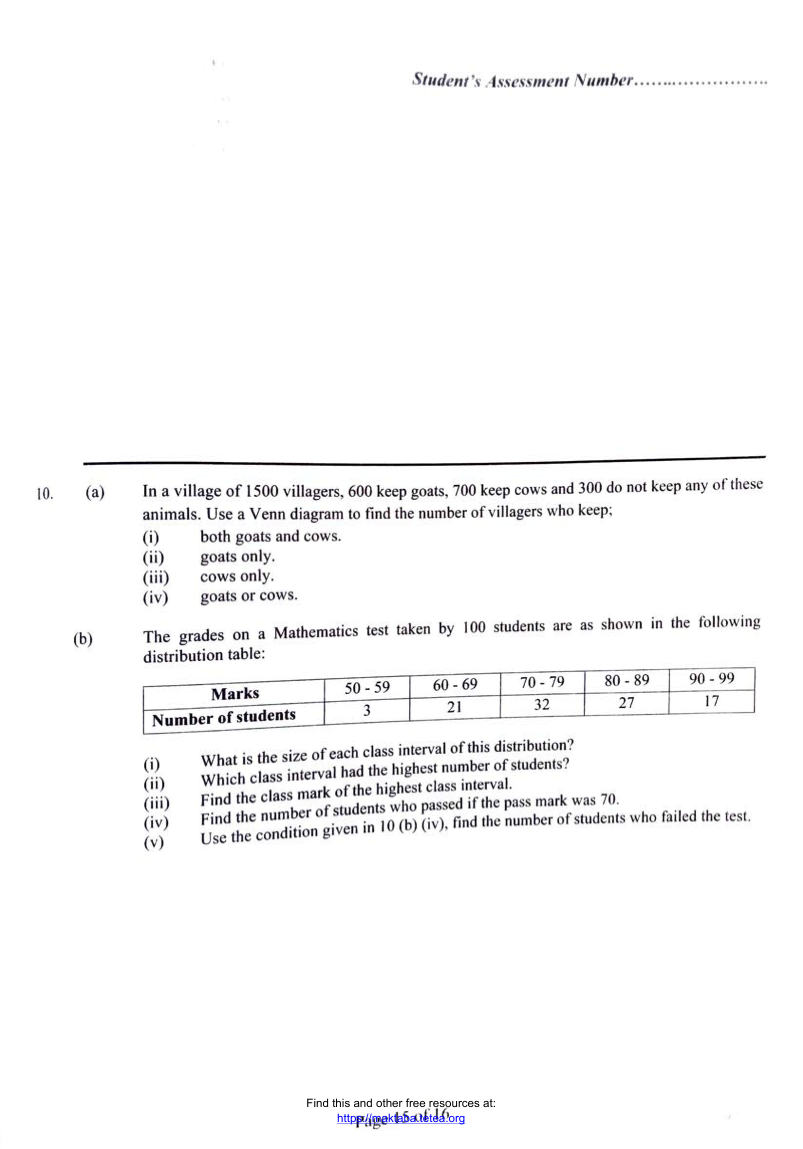 Student's Assessment Number........................
10. (a) In a village of 1500 villagers, 600 keep goats, 700 keep cows and 300 do not keep any of these
animals. Use a Venn diagram to find the number of villagers who keep;
(i) both goats and cows.
(ii) goats only.
(iii) cows only.
(iv) goats or cows.
(b) The grades on a Mathematics test taken by 100 students are as shown in the following
distribution table:
Marks 50 - 59 60 - 69 70 - 79 80 - 89 90 - 99
Number of students 3 21 32 27 17
(i) What is the size of each class interval of this distribution?
(ii) Which class interval had the highest number of students?
(iii) Find the class mark of the highest class interval.
(iv) Find the number of students who passed if the pass mark was 70.
(v) Use the condition given in 10 (b) (iv), find the number of students who failed the test.
Find this and other free resources at:
https://maktaba.tetea.org
Page 15 of 16